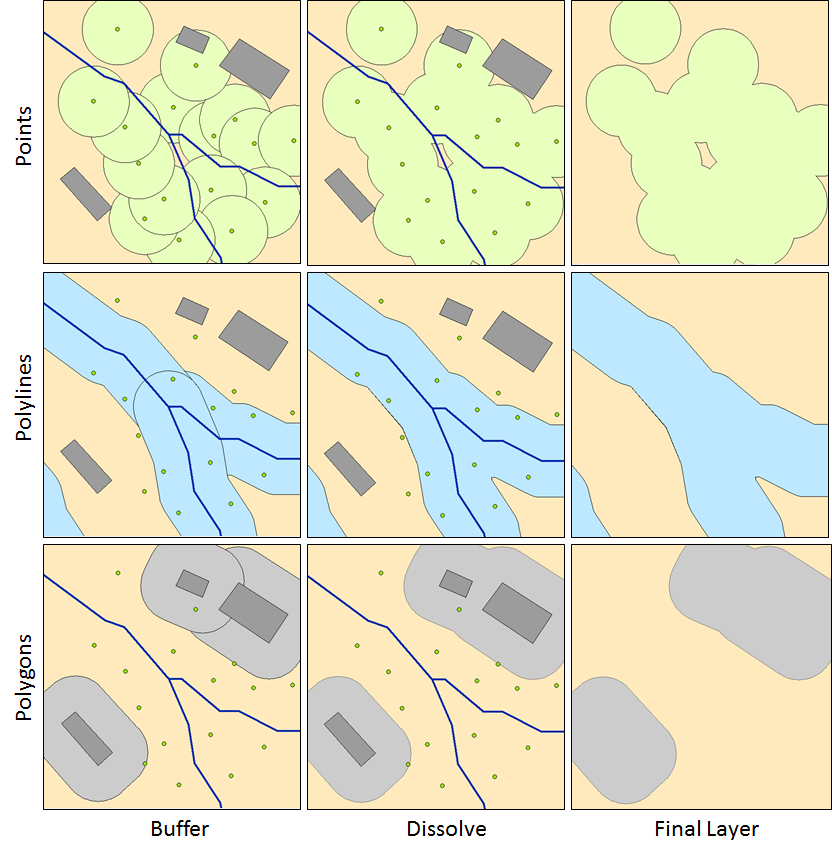 Points
Polylines
Polygons
Buffer
Dissolve
Final Layer